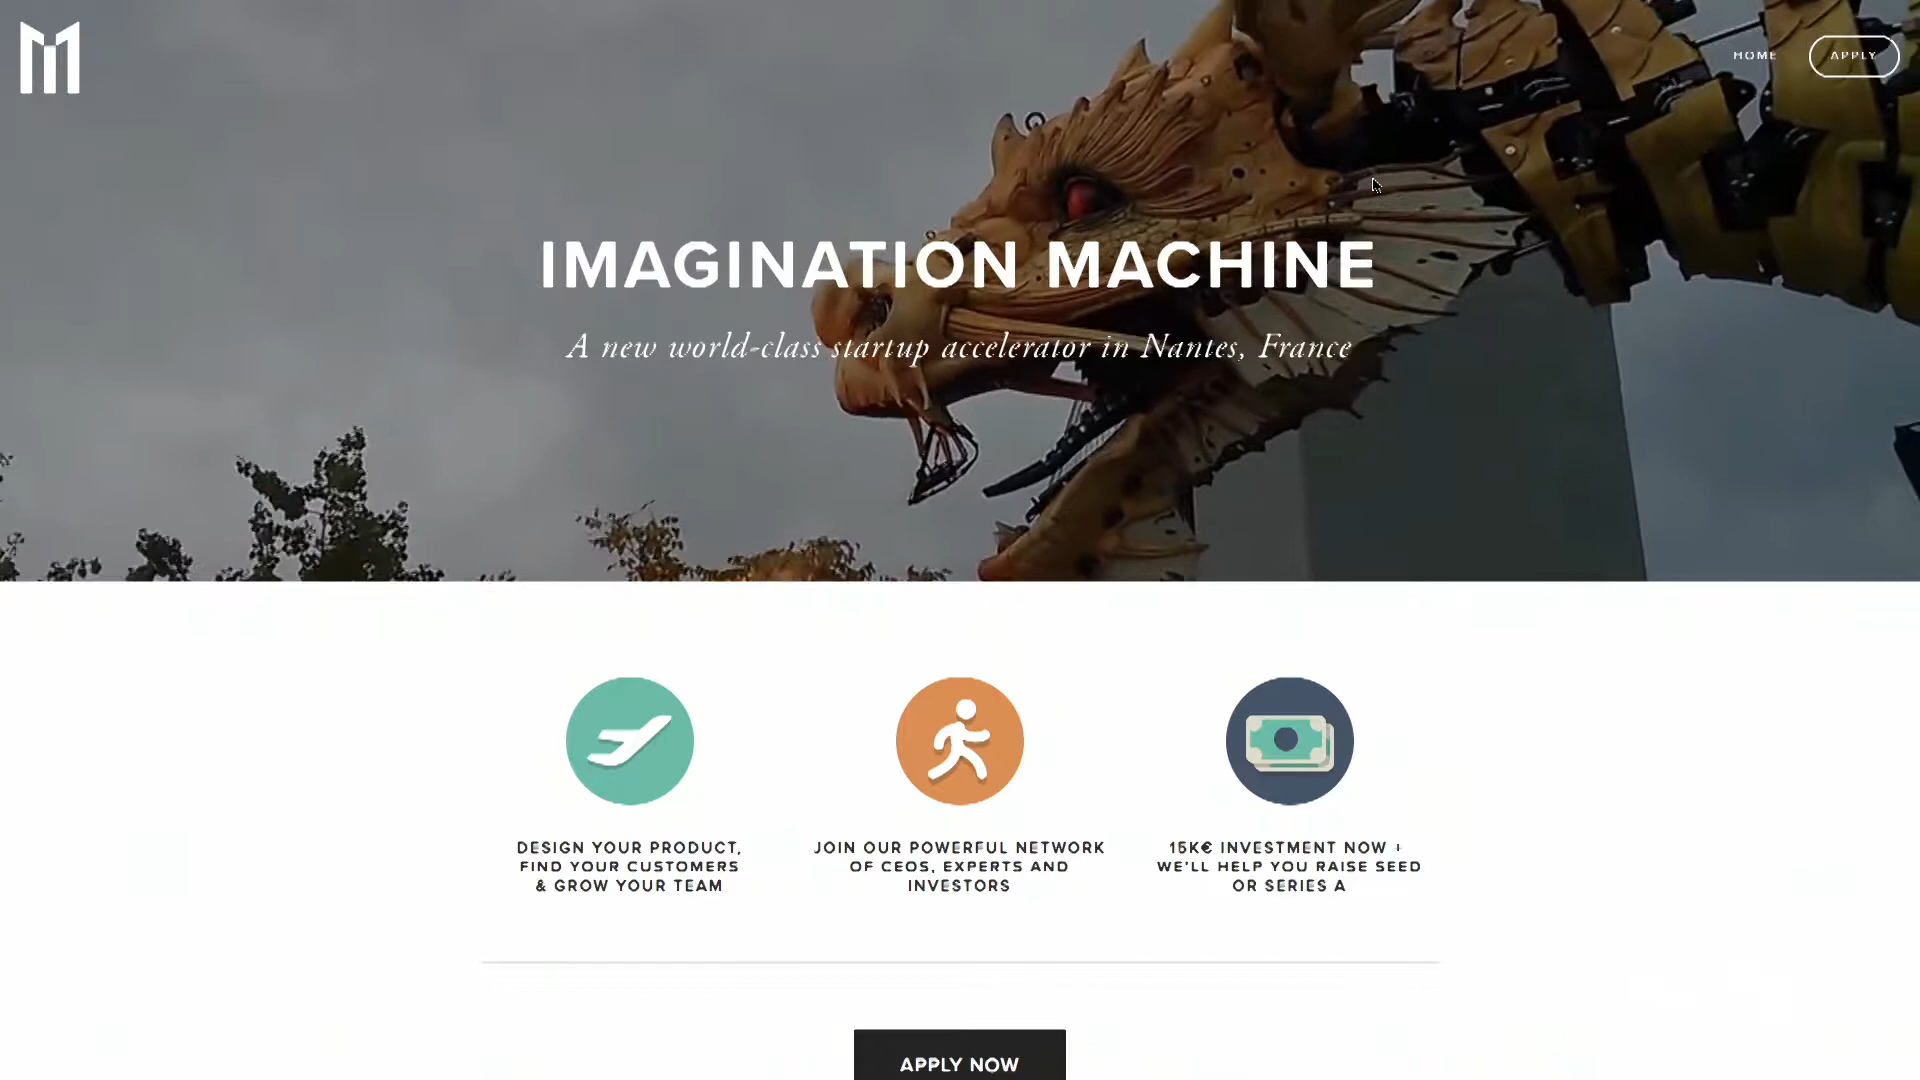 HOME
APPLY
IMAGINATION MACHINE
A new world-class startup accelerator in Nantes, France
DESIGN YOUR PRODUCT,
FIND YOUR CUSTOMERS
& GROW YOUR TEAM
JOIN OUR POWERFUL NETWORK
OF CEOS, EXPERTS AND
INVESTORS
15K€ INVESTMENT NOW +
WE'LL HELP YOU RAISE SEED
OR SERIES A
APPLY NOW